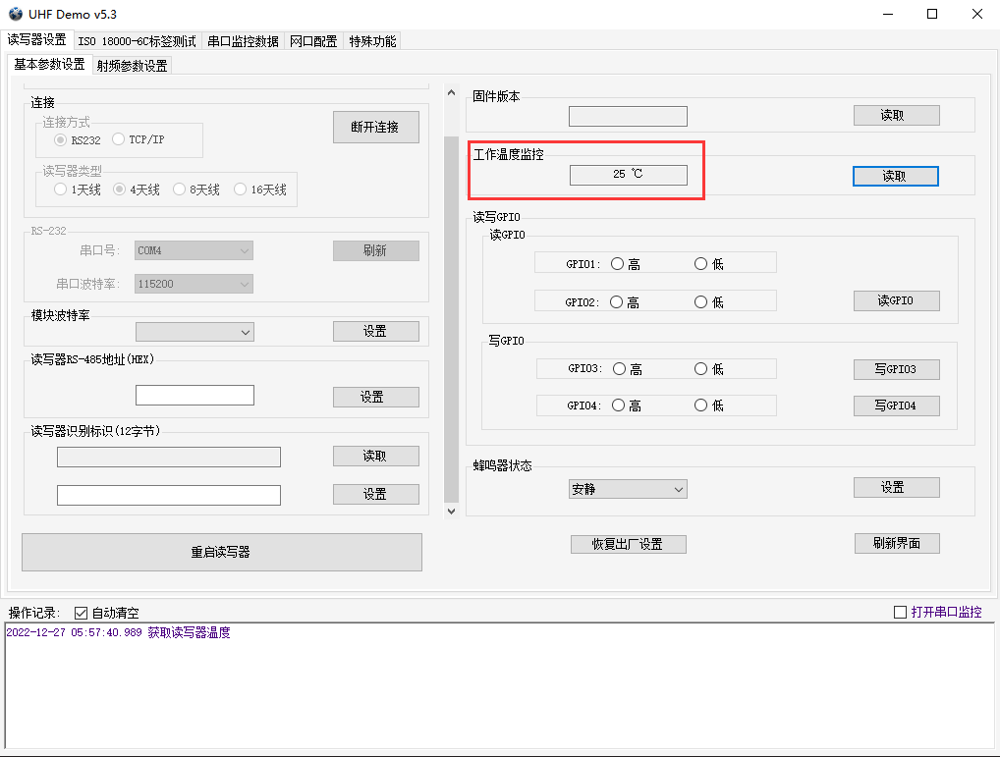 UHF Demo v5.3
读写器设置 ISO 18000-6C标签测试 串口监控数据 网口配置 特殊功能
基本参数设置 射频参数设置
连接
连接方式
RS232 TCP/IP
断开连接
读写器类型
1天线 4天线 8天线 16天线
RS-232
串口号: COM4 刷新
串口波特率: 115200
模块波特率
设置
读写器RS-485地址(HEX)
设置
读写器识别标识(12字节)
读取
设置
重启读写器
固件版本
读取
工作温度监控
25 ℃ 读取
读写GPIO
读GPIO
GPIO1: 高 低
GPIO2: 高 低 读GPIO
写GPIO
GPIO3: 高 低 写GPIO3
GPIO4: 高 低 写GPIO4
蜂鸣器状态
安静 设置
恢复出厂设置 刷新界面
操作记录: 自动清空 打开串口监控
2022-12-27 05:57:40.989 获取读写器温度